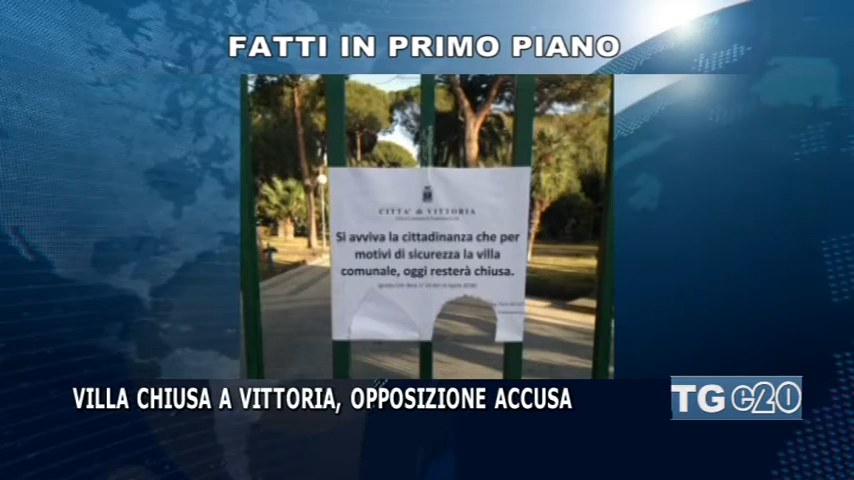 FATTI IN PRIMO PIANO
CITTA' di VITTORIA
Si avviva la cittadinanza che per
motivi di sicurezza la villa
comunale, oggi resterà chiusa.
VILLA CHIUSA A VITTORIA, OPPOSIZIONE ACCUSA
TG e20